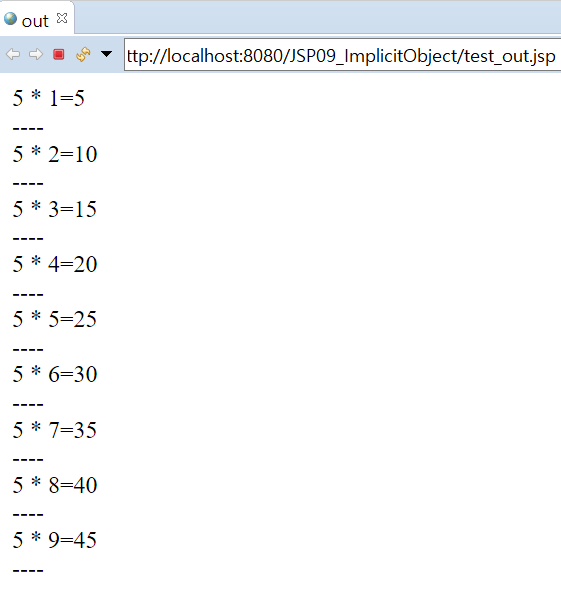 out
ttp://localhost:8080/JSP09_ImplicitObject/test_out.jsp
5 * 1=5
----
5 * 2=10
----
5 * 3=15
----
5 * 4=20
----
5 * 5=25
----
5 * 6=30
----
5 * 7=35
----
5 * 8=40
----
5 * 9=45
----